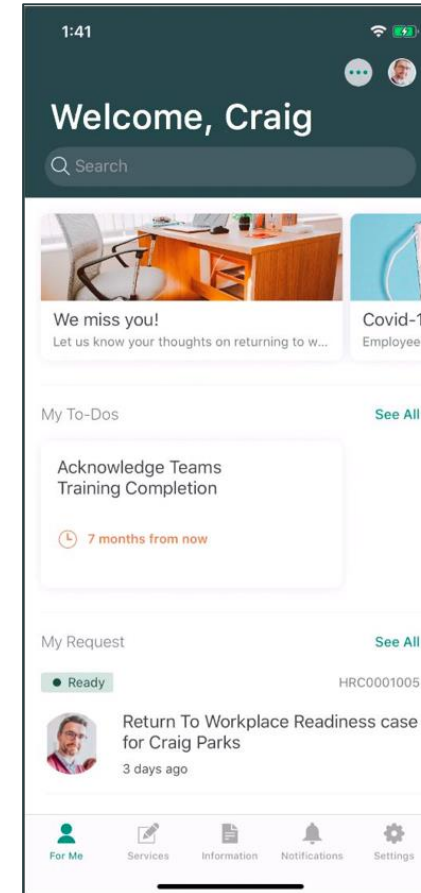 1:41
Welcome, Craig
Search
We miss you!
Let us know your thoughts on returning to w...
Covid-1
Employee
My To-Dos
See All
Acknowledge Teams
Training Completion
7 months from now
My Request
See All
Ready
HRC0001005
Return To Workplace Readiness case
for Craig Parks
3 days ago
For Me
Services
Information
Notifications
Settings